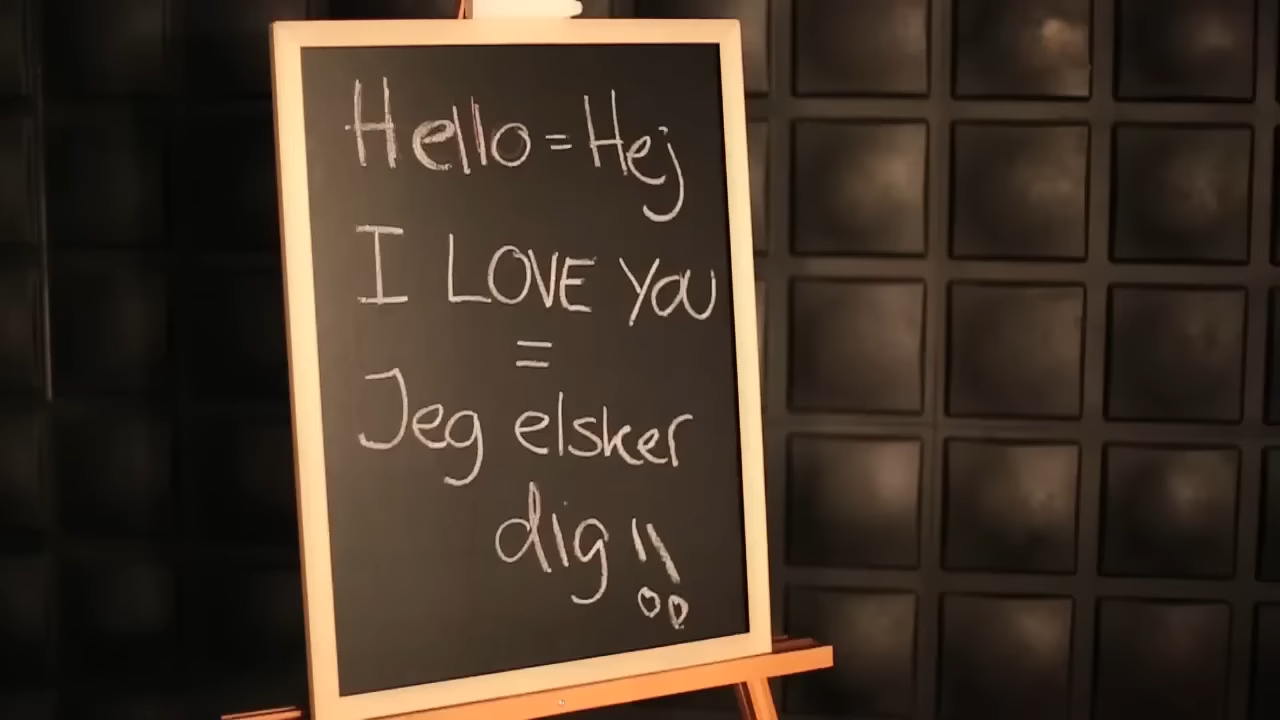 Hello = Hej
I LOVE YOU
=
Jeg elsker
dig !!